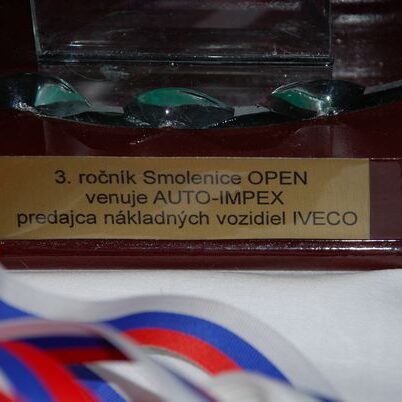 3. ročník Smolenice OPEN
venuje AUTO-IMPEX
predajca nákladných vozidiel IVECO